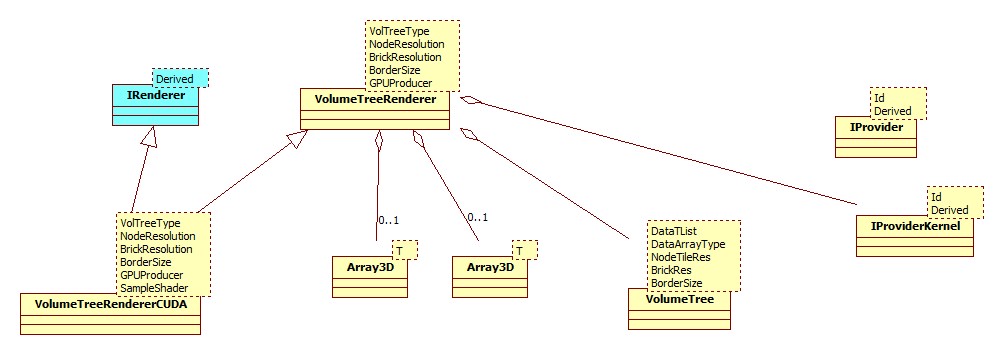 VolTreeType
NodeResolution
BrickResolution
BorderSize
GPUProducer
VolumeTreeRenderer
Derived
IRenderer
Id
Derived
IProvider
Id
Derived
IProviderKernel
0..1
0..1
VolTreeType
NodeResolution
BrickResolution
BorderSize
GPUProducer
SampleShader
VolumeTreeRendererCUDA
T
Array3D
T
Array3D
DataTList
DataArrayType
NodeTileRes
BrickRes
BorderSize
VolumeTree